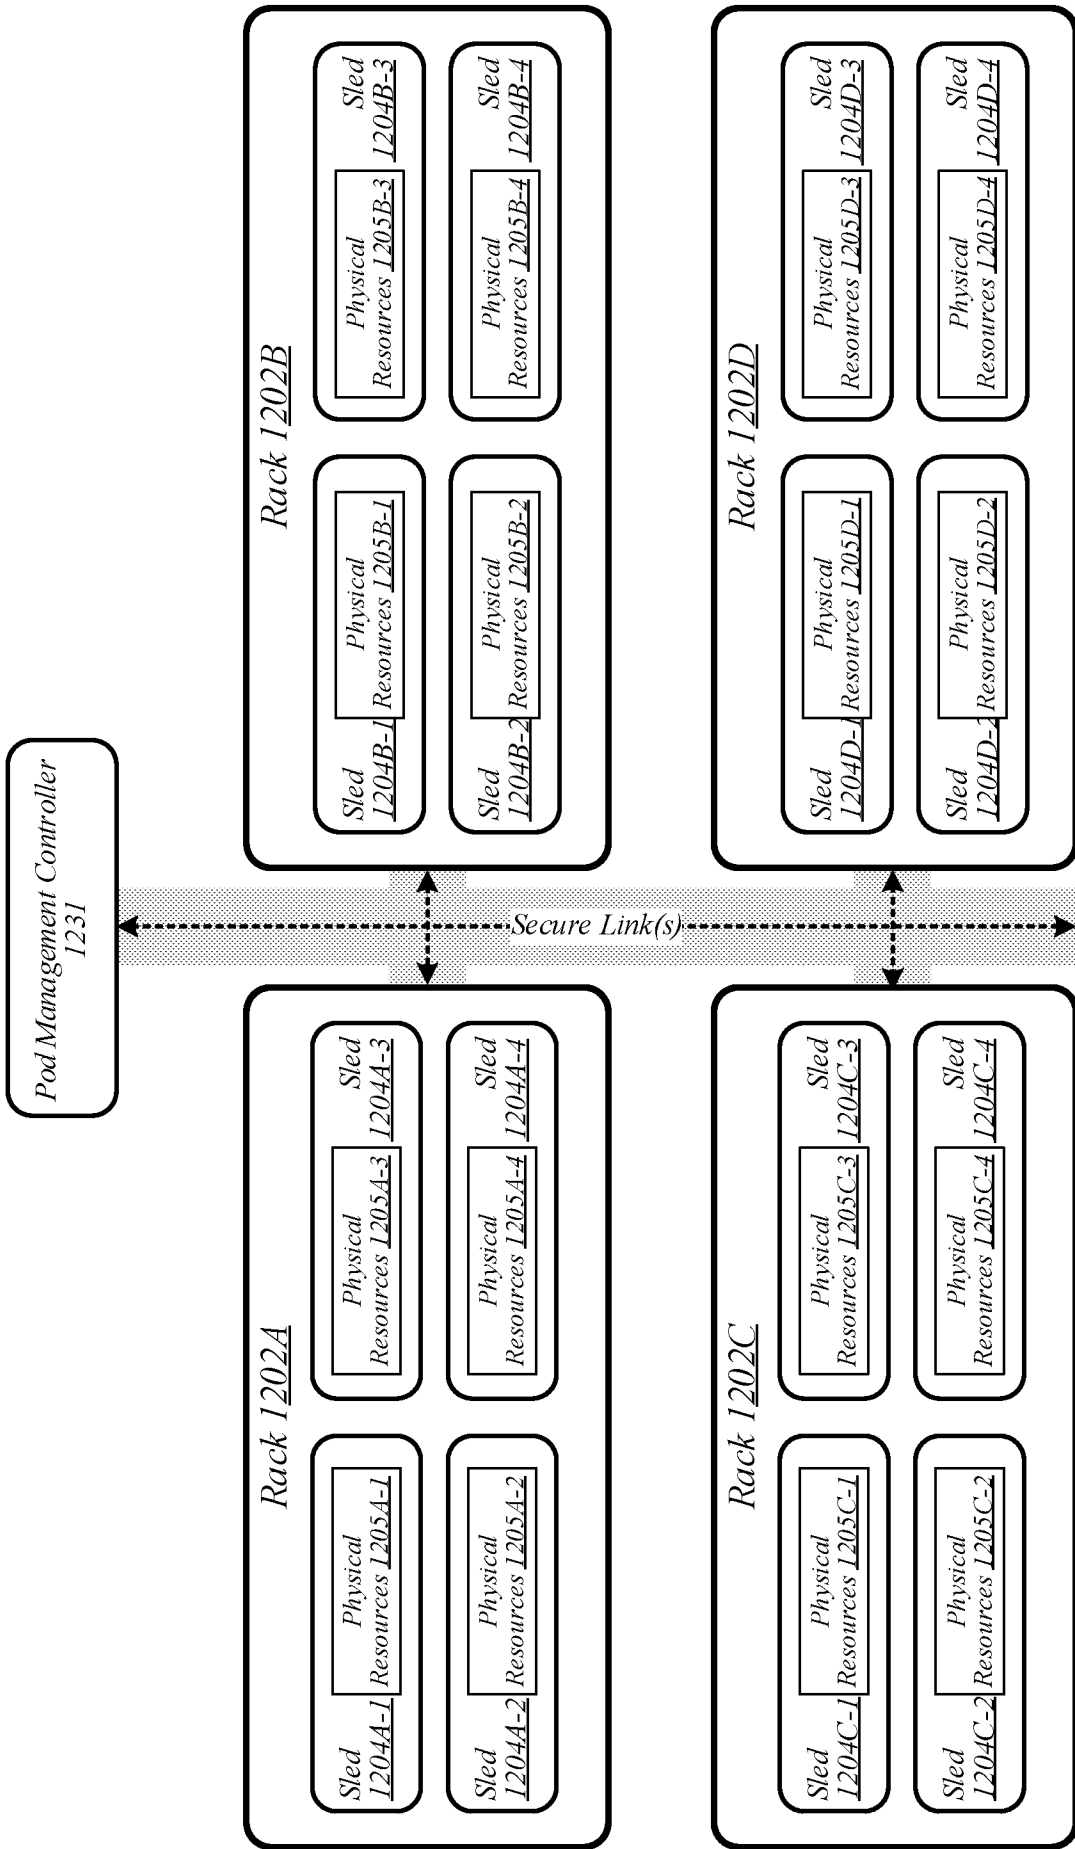 Pod Management Controller
1231
Rack 1202A
Sled
1204A-1
Physical
Resources 1205A-1
Physical
Resources 1205A-3
Sled
1204A-3
Sled
1204A-2
Physical
Resources 1205A-2
Physical
Resources 1205A-4
Sled
1204A-4
Rack 1202B
Sled
1204B-1
Physical
Resources 1205B-1
Physical
Resources 1205B-3
Sled
1204B-3
Sled
1204B-2
Physical
Resources 1205B-2
Physical
Resources 1205B-4
Sled
1204B-4
Secure Link(s)
Rack 1202C
Sled
1204C-1
Physical
Resources 1205C-1
Physical
Resources 1205C-3
Sled
1204C-3
Sled
1204C-2
Physical
Resources 1205C-2
Physical
Resources 1205C-4
Sled
1204C-4
Rack 1202D
Sled
1204D-1
Physical
Resources 1205D-1
Physical
Resources 1205D-3
Sled
1204D-3
Sled
1204D-2
Physical
Resources 1205D-2
Physical
Resources 1205D-4
Sled
1204D-4